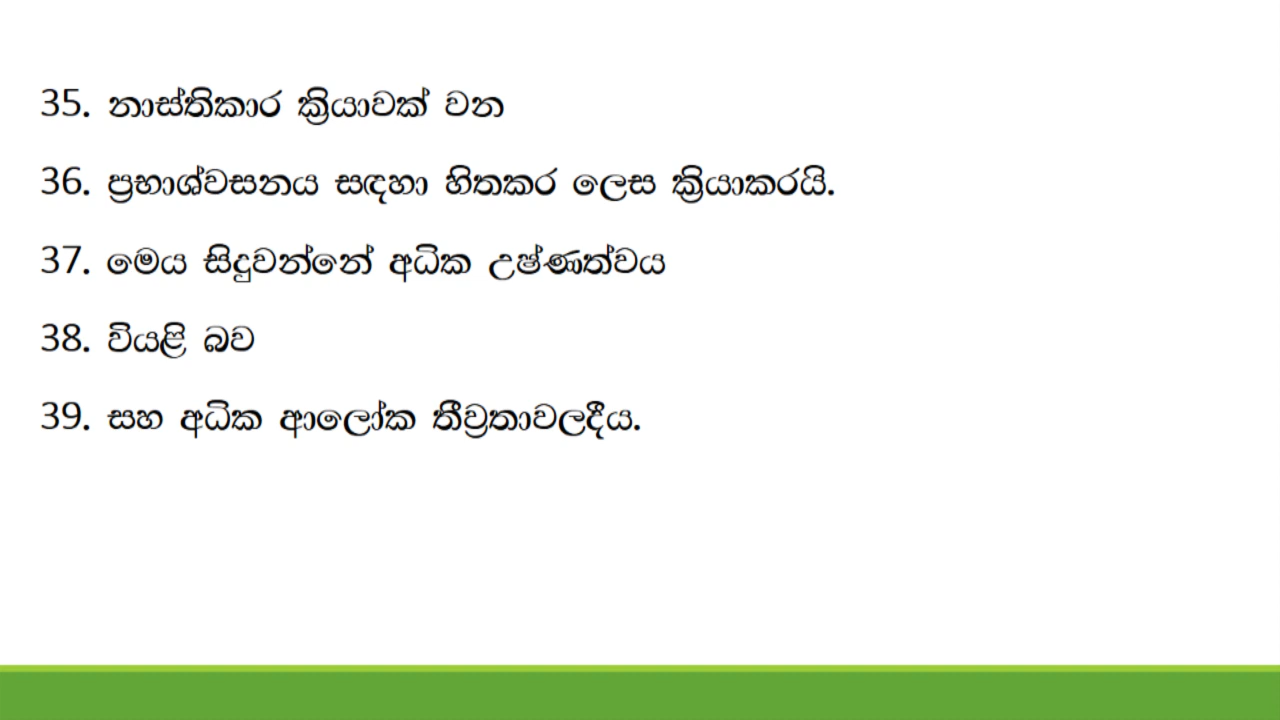 35. නාස්තිකාර ක්‍රියාවක් වන
36. ප්‍රභාශ්වසනය සඳහා හිතකර ලෙස ක්‍රියාකරයි.
37. මෙය සිදුවන්නේ අධික උෂ්ණත්වය
38. වියළි බව
39. සහ අධික ආලෝක තීව්‍රතාවලදීය.